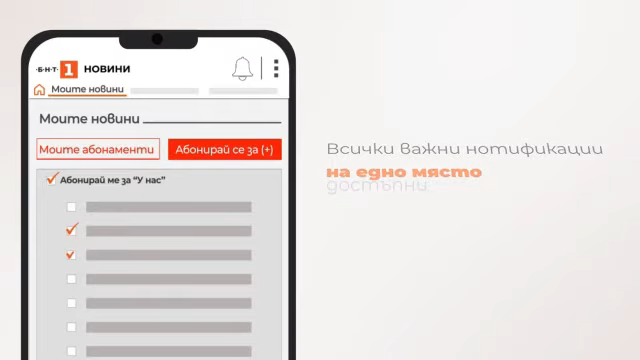 ·Б·Н·Т· 1 НОВИНИ
Моите новини
Моите новини
Моите абонаменти
Абонирай се за (+)
Абонирай ме за "У нас"
Всички важни нотификации
на едно място
достъпни